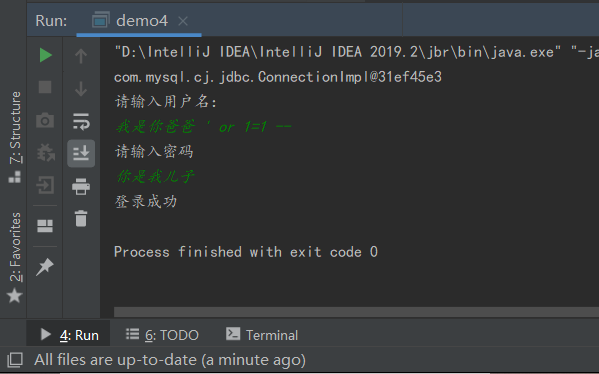 Run: demo4 ×
"D:\IntelliJ IDEA\IntelliJ IDEA 2019.2\jbr\bin\java.exe" "-ja
com.mysql.cj.jdbc.ConnectionImpl@31ef45e3
请输入用户名:
我是你爸爸 ' or 1=1 --
请输入密码
你是我儿子
登录成功
Process finished with exit code 0
7: Structure
2: Favorites
4: Run 6: TODO Terminal
All files are up-to-date (a minute ago)